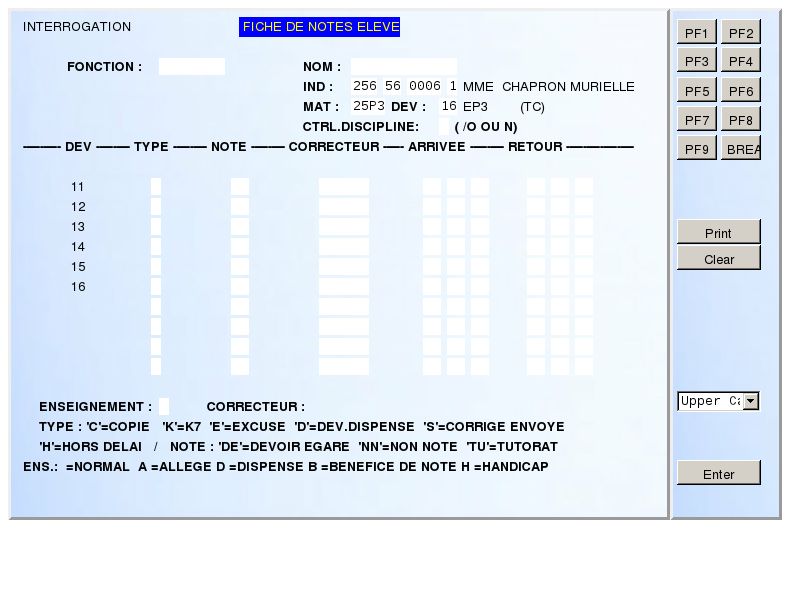 INTERROGATION FICHE DE NOTES ELEVE
FONCTION : NOM :
IND : 256 56 0006 1 MME CHAPRON MURIELLE
MAT : 25P3 DEV : 16 EP3 (TC)
CTRL.DISCIPLINE: ( /O OU N)
---------- DEV --------- TYPE --------- NOTE --------- CORRECTEUR ----- ARRIVEE --------- RETOUR ------------------
11
12
13
14
15
16
ENSEIGNEMENT : CORRECTEUR :
TYPE : 'C'=COPIE 'K'=K7 'E'=EXCUSE 'D'=DEV.DISPENSE 'S'=CORRIGE ENVOYE
'H'=HORS DELAI / NOTE : 'DE'=DEVOIR EGARE 'NN'=NON NOTE 'TU'=TUTORAT
ENS.: =NORMAL A =ALLEGE D =DISPENSE B =BENEFICE DE NOTE H =HANDICAP
PF1 PF2
PF3 PF4
PF5 PF6
PF7 PF8
PF9 BREA
Print
Clear
Upper Ca
Enter